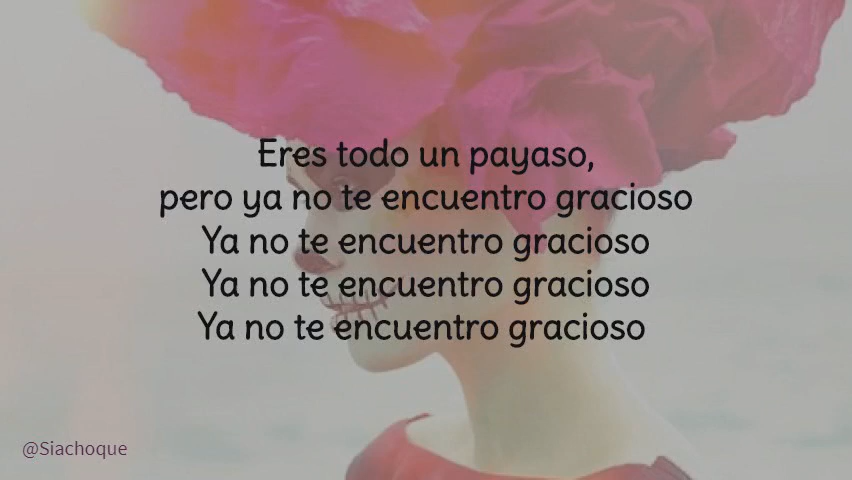 Eres todo un payaso,
pero ya no te encuentro gracioso
Ya no te encuentro gracioso
Ya no te encuentro gracioso
Ya no te encuentro gracioso
@Siachoque